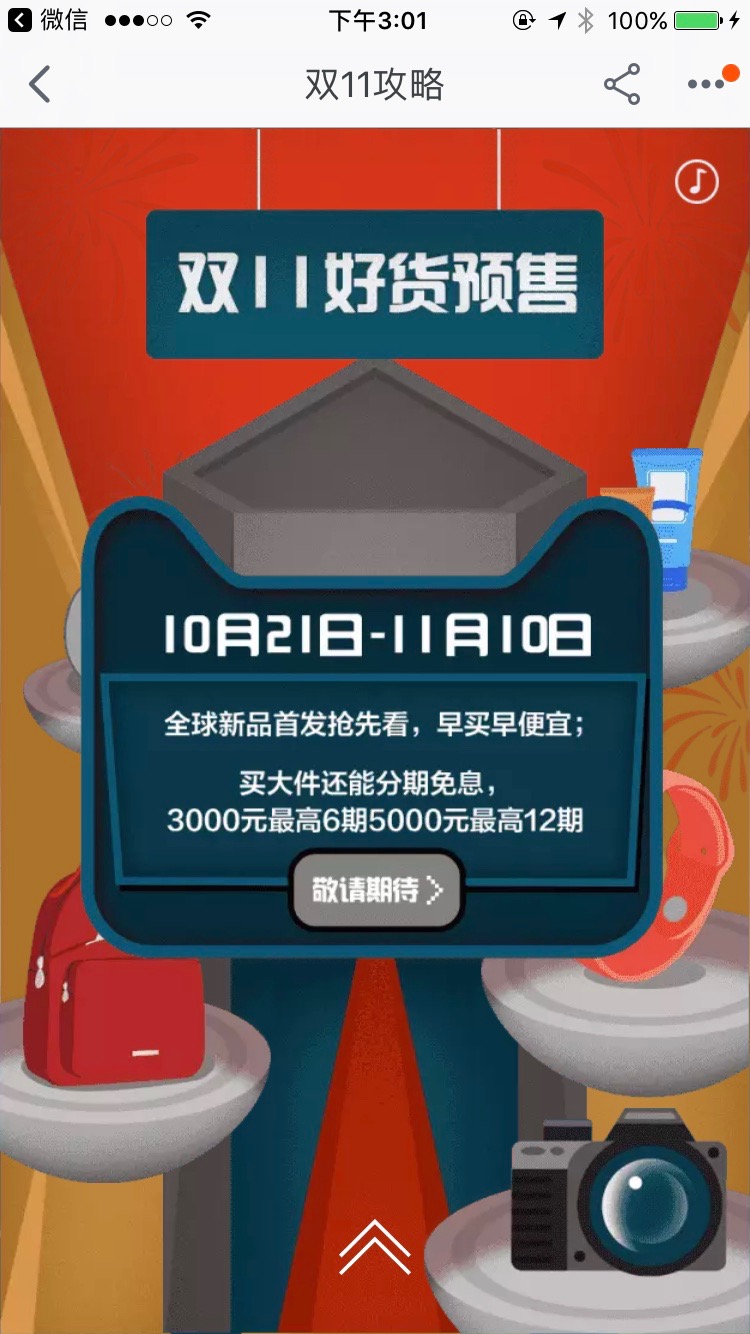 微信
下午3:01
100%
双11攻略
双11好货预售
10月21日-11月10日
全球新品首发抢先看，早买早便宜；
买大件还能分期免息，
3000元最高6期5000元最高12期
敬请期待